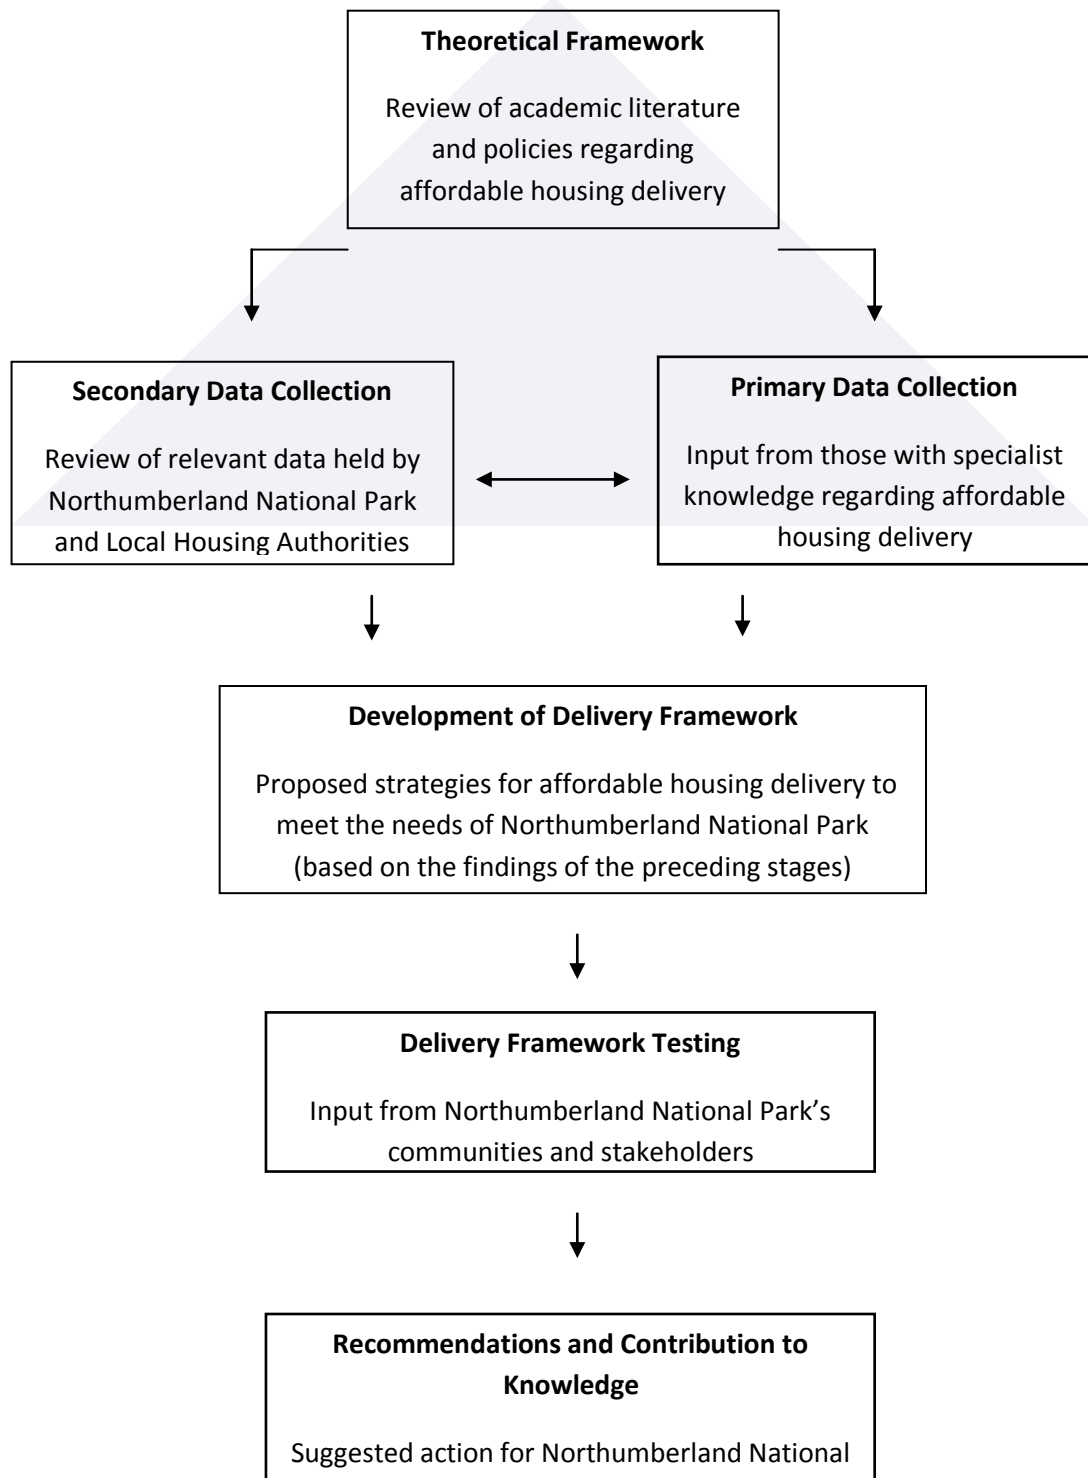 Theoretical Framework
Review of academic literature
and policies regarding
affordable housing delivery
Secondary Data Collection
Review of relevant data held by
Northumberland National Park
and Local Housing Authorities
Primary Data Collection
Input from those with specialist
knowledge regarding affordable
housing delivery
Development of Delivery Framework
Proposed strategies for affordable housing delivery to
meet the needs of Northumberland National Park
(based on the findings of the preceding stages)
Delivery Framework Testing
Input from Northumberland National Park’s
communities and stakeholders
Recommendations and Contribution to
Knowledge
Suggested action for Northumberland National